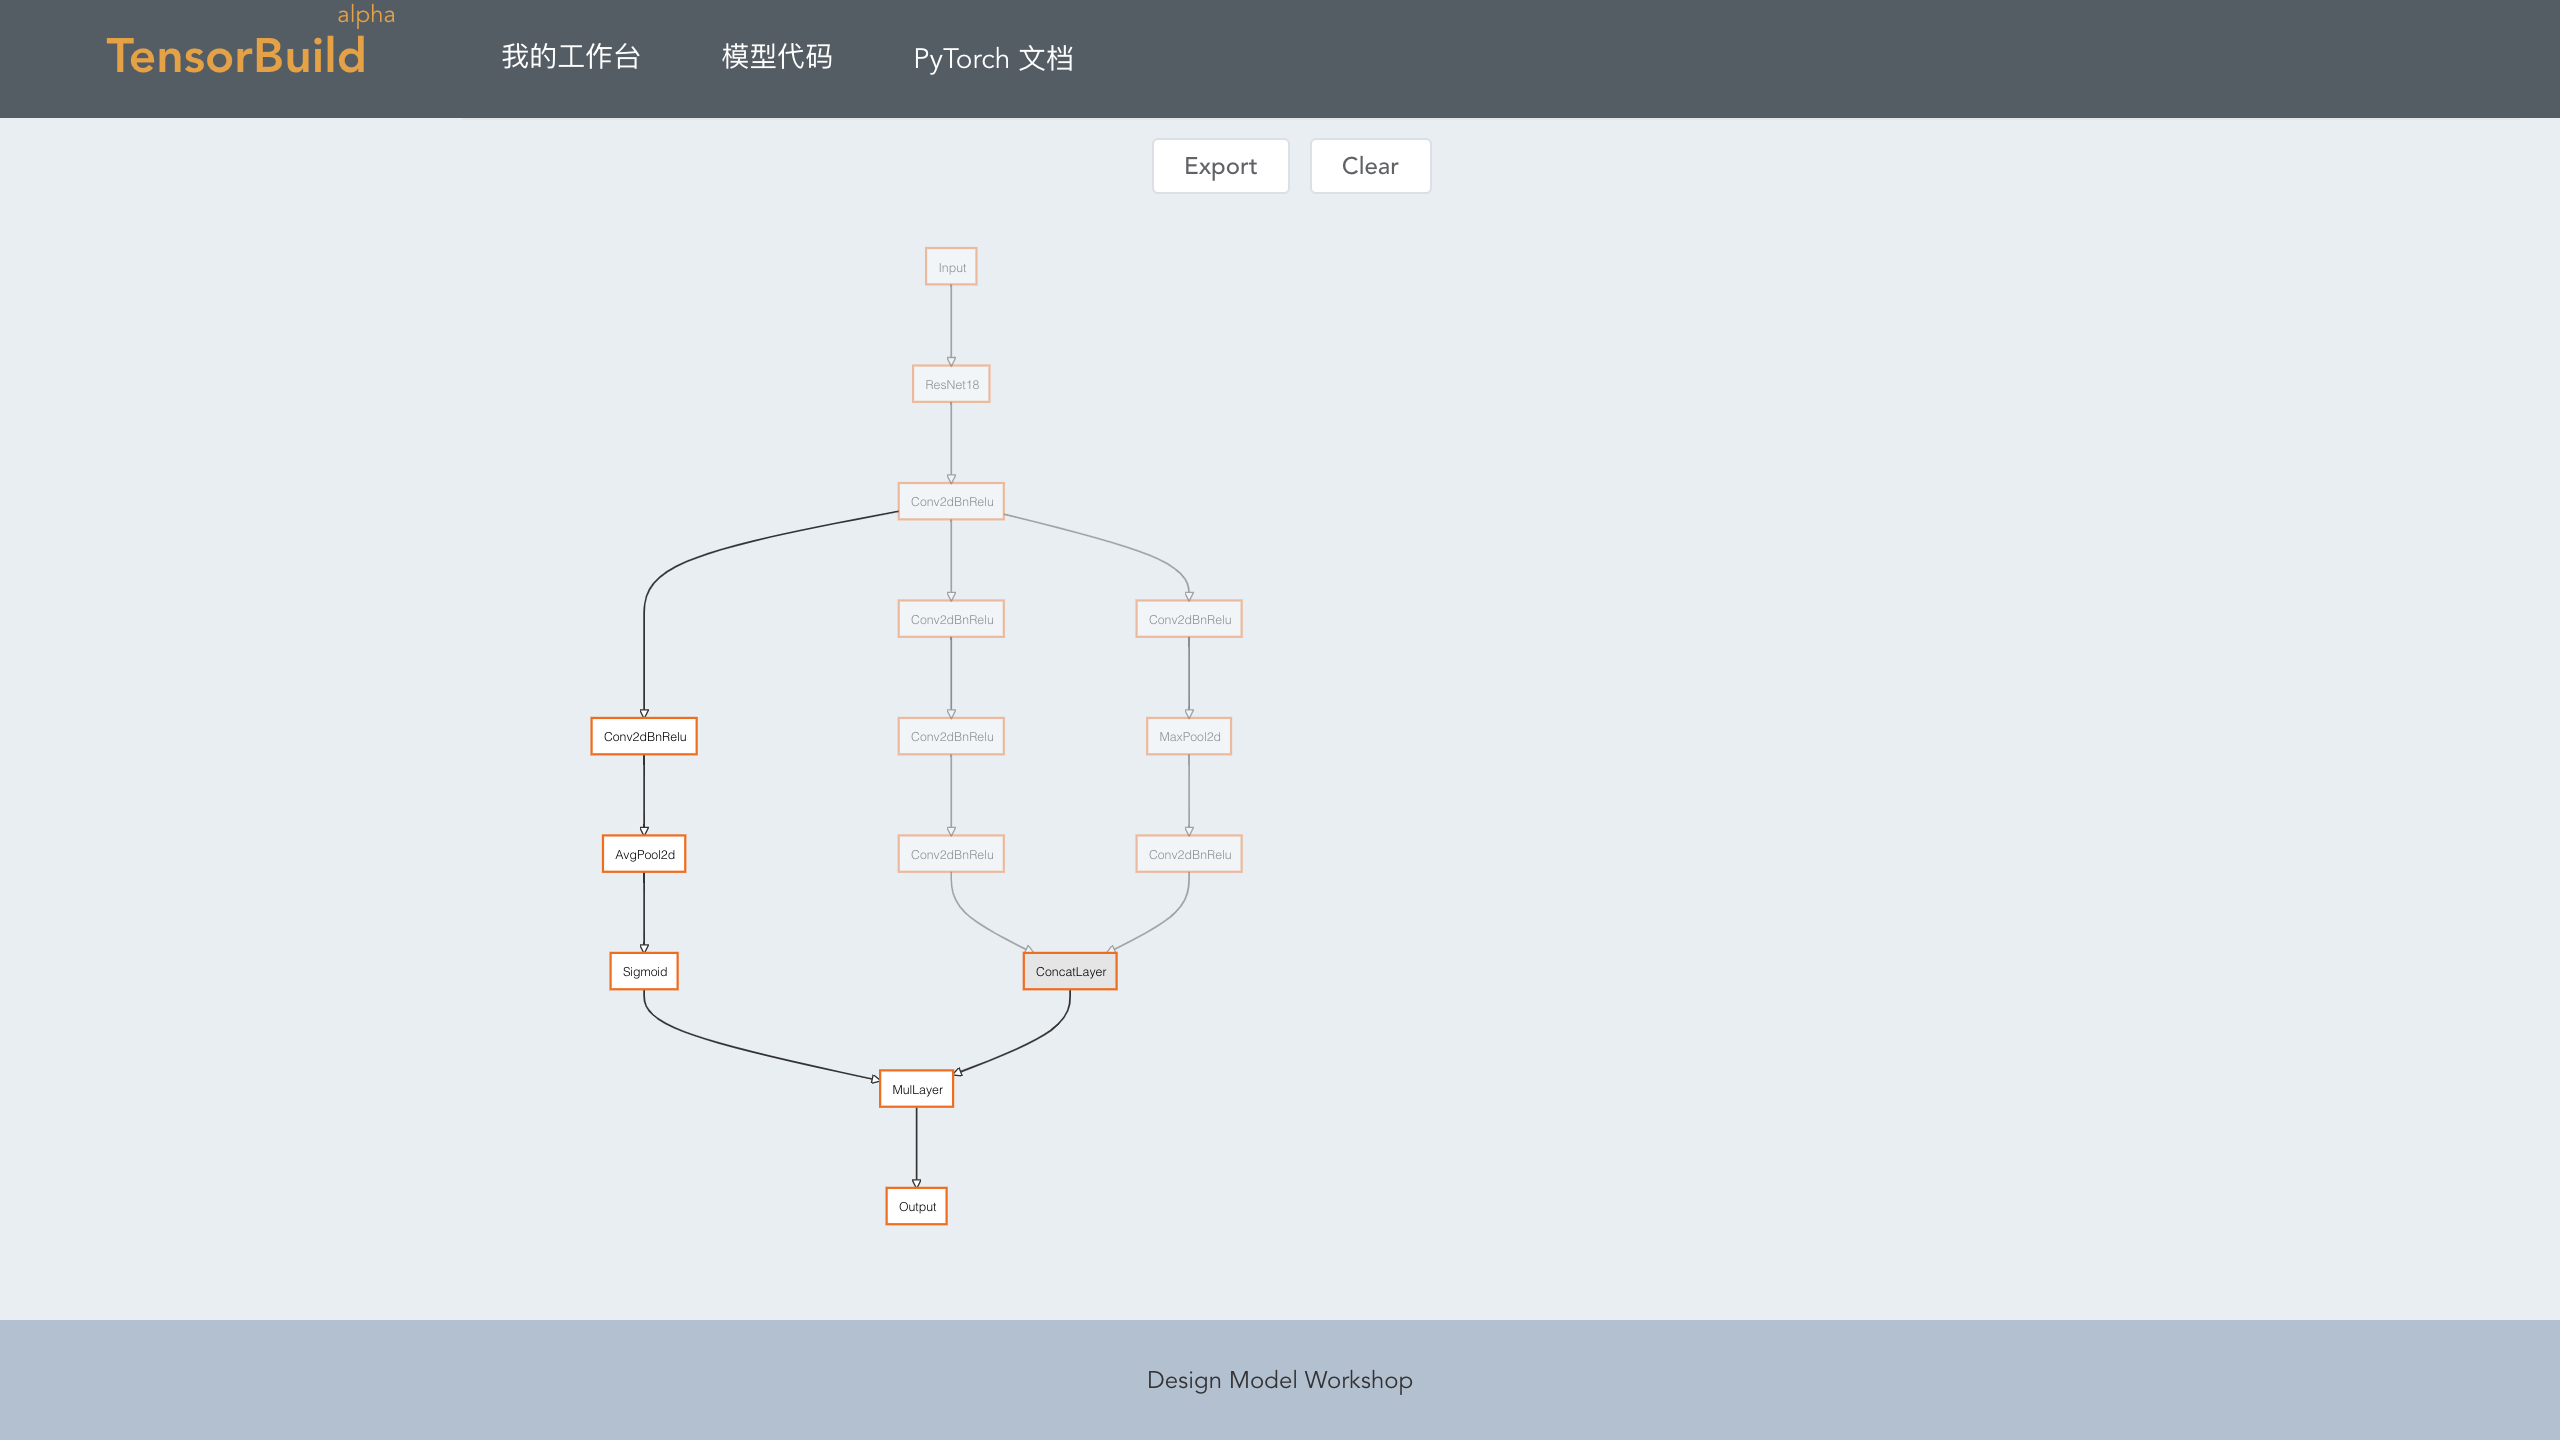 alpha
TensorBuild
我的工作台
模型代码
PyTorch 文档
Export
Clear
Input
ResNet18
Conv2dBnRelu
Conv2dBnRelu
Conv2dBnRelu
Conv2dBnRelu
Conv2dBnRelu
MaxPool2d
AvgPool2d
Conv2dBnRelu
Conv2dBnRelu
Sigmoid
ConcatLayer
MulLayer
Output
Design Model Workshop